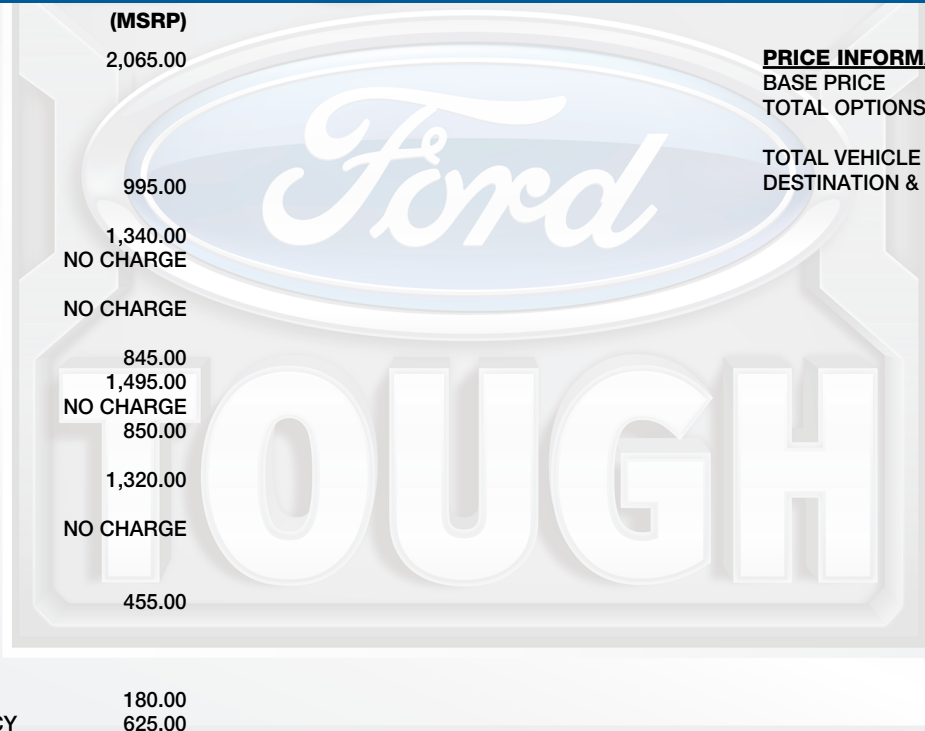 (MSRP)
2,065.00
995.00
1,340.00
NO CHARGE
NO CHARGE
845.00
1,495.00
NO CHARGE
850.00
1,320.00
NO CHARGE
455.00
180.00
625.00
PRICE
BASE PRICE
TOTAL OPTIONS
TOTAL VEHICLE
DESTINATION &
Ford
TOUGH